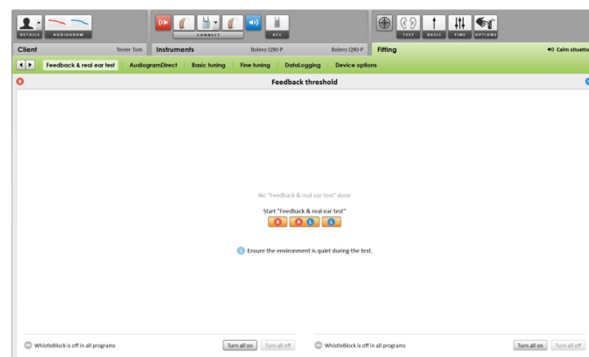 DETAILS AUDIOGRAM CONNECT ACC TEST BASIC FINE OPTIONS
Client Tester Tom Instruments Bolero Q90-P Bolero Q90-P Fitting Calm situation
Feedback & real ear test AudiogramDirect Basic tuning Fine tuning DataLogging Device options
R Feedback threshold
No "Feedback & real ear test" done
Start "Feedback & real ear test"
R R L L
i Ensure the environment is quiet during the test.
WhistleBlock is off in all programs Turn all on Turn all off WhistleBlock is off in all programs Turn all on Turn all off